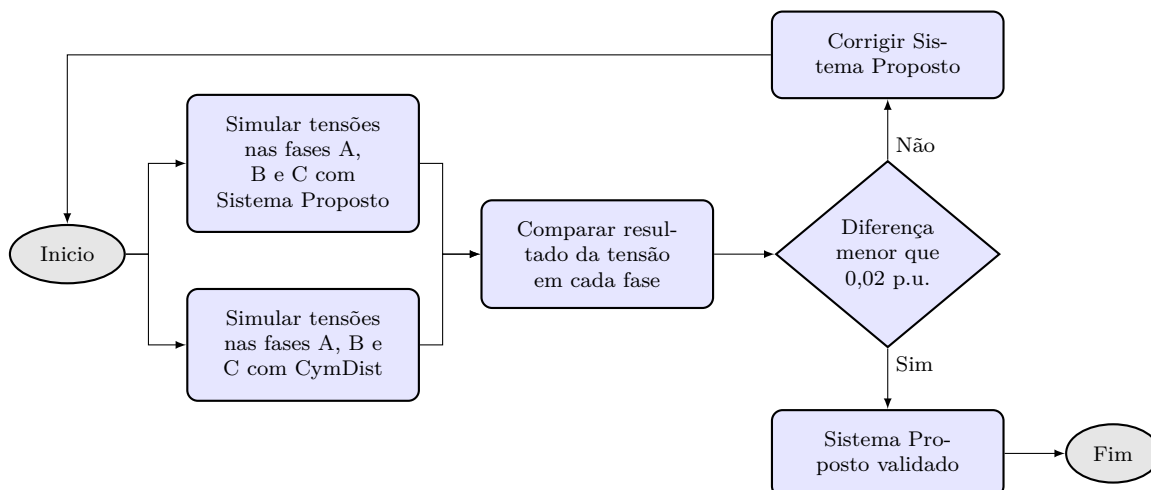 Corrigir Sis-
tema Proposto
Simular tensões
nas fases A,
B e C com
Sistema Proposto
Não
Inicio
Comparar resul-
tado da tensão
em cada fase
Diferença
menor que
0,02 p.u.
Simular tensões
nas fases A, B e
C com CymDist
Sim
Sistema Pro-
posto validado
Fim